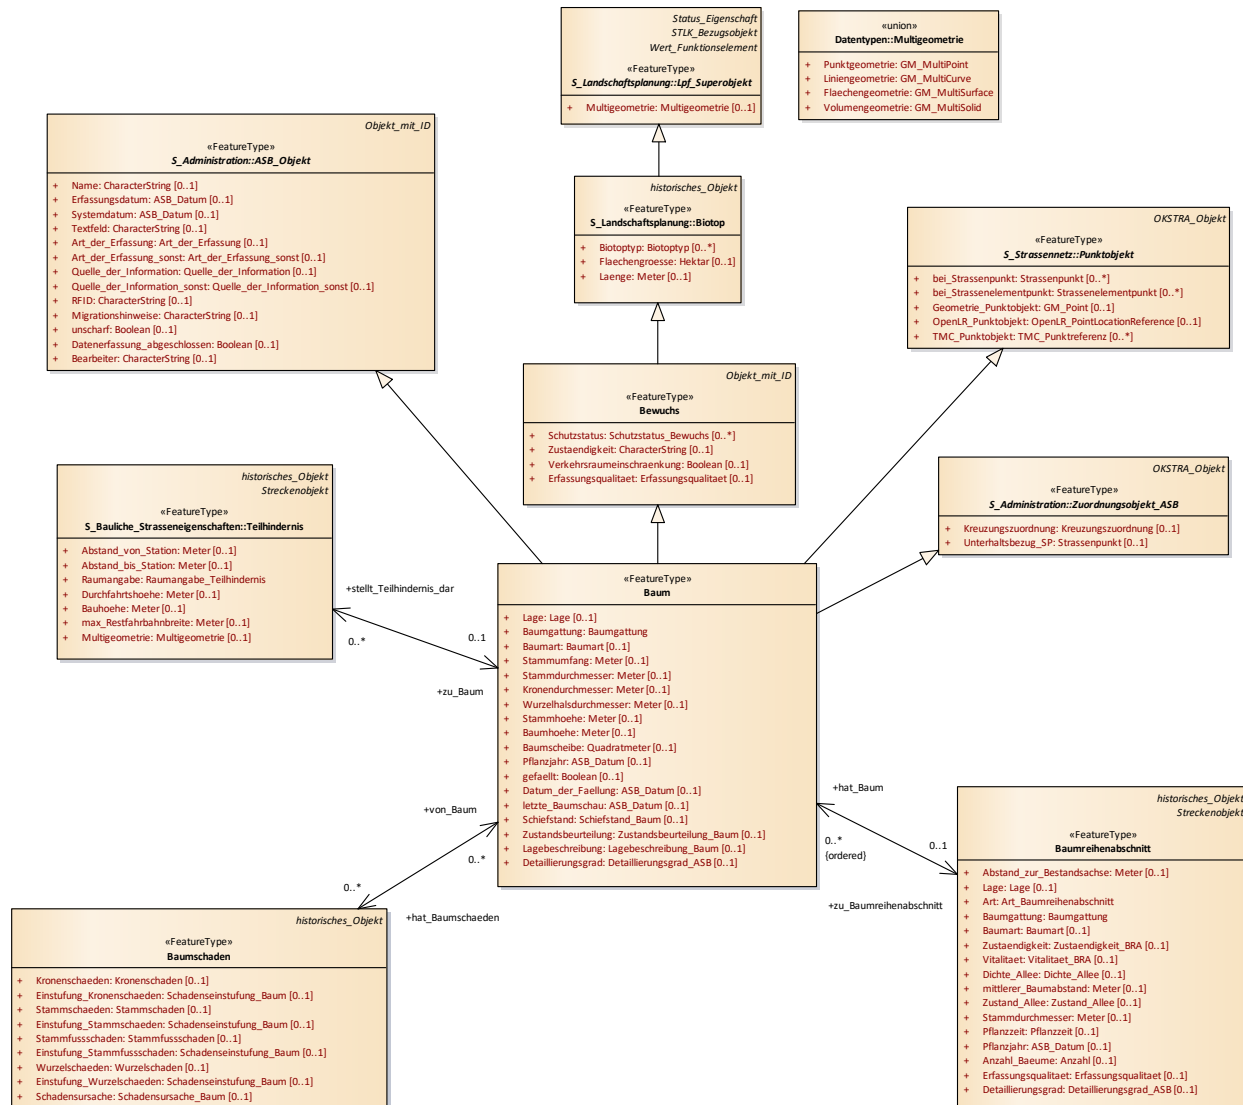 Status_Eigenschaft
STLK_Bezugsobjekt
Wert_Funktionselement
«FeatureType»
S_Landschaftsplanung::Lpf_Superobjekt
+ Multigeometrie: Multigeometrie [0..1]
«union»
Datentypen::Multigeometrie
+ Punktgeometrie: GM_MultiPoint
+ Liniengeometrie: GM_MultiCurve
+ Flaechengeometrie: GM_MultiSurface
+ Volumengeometrie: GM_MultiSolid
Objekt_mit_ID
«FeatureType»
S_Administration::ASB_Objekt
+ Name: CharacterString [0..1]
+ Erfassungsdatum: ASB_Datum [0..1]
+ Systemdatum: ASB_Datum [0..1]
+ Textfeld: CharacterString [0..1]
+ Art_der_Erfassung: Art_der_Erfassung [0..1]
+ Art_der_Erfassung_sonst: Art_der_Erfassung_sonst [0..1]
+ Quelle_der_Information: Quelle_der_Information [0..1]
+ Quelle_der_Information_sonst: Quelle_der_Information_sonst [0..1]
+ RFID: CharacterString [0..1]
+ Migrationshinweise: CharacterString [0..1]
+ unscharf: Boolean [0..1]
+ Datenerfassung_abgeschlossen: Boolean [0..1]
+ Bearbeiter: CharacterString [0..1]
historisches_Objekt
«FeatureType»
S_Landschaftsplanung::Biotop
+ Biotoptyp: Biotoptyp [0..*]
+ Flaechengroesse: Hektar [0..1]
+ Laenge: Meter [0..1]
OKSTRA_Objekt
«FeatureType»
S_Strassennetz::Punktobjekt
+ bei_Strassenpunkt: Strassenpunkt [0..*]
+ bei_Strassenelementpunkt: Strassenelementpunkt [0..*]
+ Geometrie_Punktobjekt: GM_Point [0..1]
+ OpenLR_Punktobjekt: OpenLR_PointLocationReference [0..1]
+ TMC_Punktobjekt: TMC_Punktreferenz [0..*]
Objekt_mit_ID
«FeatureType»
Bewuchs
+ Schutzstatus: Schutzstatus_Bewuchs [0..*]
+ Zustaendigkeit: CharacterString [0..1]
+ Verkehrsraumeinschraenkung: Boolean [0..1]
+ Erfassungsqualitaet: Erfassungsqualitaet [0..1]
historisches_Objekt
Streckenobjekt
«FeatureType»
S_Bauliche_Strasseneigenschaften::Teilhindernis
+ Abstand_von_Station: Meter [0..1]
+ Abstand_bis_Station: Meter [0..1]
+ Raumangabe: Raumangabe_Teilhindernis
+ Durchfahrtshoehe: Meter [0..1]
+ Bauhoehe: Meter [0..1]
+ max_Restfahrbahnbreite: Meter [0..1]
+ Multigeometrie: Multigeometrie [0..1]
OKSTRA_Objekt
«FeatureType»
S_Administration::Zuordnungsobjekt_ASB
+ Kreuzungszuordnung: Kreuzungszuordnung [0..1]
+ Unterhaltsbezug_SP: Strassenpunkt [0..1]
+stellt_Teilhindernis_dar
0..*
0..1
+zu_Baum
«FeatureType»
Baum
+ Lage: Lage [0..1]
+ Baumgattung: Baumgattung
+ Baumart: Baumart [0..1]
+ Stammumfang: Meter [0..1]
+ Stammdurchmesser: Meter [0..1]
+ Kronendurchmesser: Meter [0..1]
+ Wurzelhalsdurchmesser: Meter [0..1]
+ Stammhoehe: Meter [0..1]
+ Baumhoehe: Meter [0..1]
+ Baumscheibe: Quadratmeter [0..1]
+ Pflanzjahr: ASB_Datum [0..1]
+ gefaellt: Boolean [0..1]
+ Datum_der_Faellung: ASB_Datum [0..1]
+ letzte_Baumschau: ASB_Datum [0..1]
+ Schiefstand: Schiefstand_Baum [0..1]
+ Zustandsbeurteilung: Zustandsbeurteilung_Baum [0..1]
+ Lagebeschreibung: Lagebeschreibung_Baum [0..1]
+ Detaillierungsgrad: Detaillierungsgrad_ASB [0..1]
+von_Baum
0..*
0..*
+hat_Baumschaeden
+hat_Baum
0..*
{ordered}
0..1
+zu_Baumreihenabschnitt
historisches_Objekt
«FeatureType»
Baumschaden
+ Kronenschaeden: Kronenschaden [0..1]
+ Einstufung_Kronenschaeden: Schadenseinstufung_Baum [0..1]
+ Stammschaeden: Stammschaden [0..1]
+ Einstufung_Stammschaeden: Schadenseinstufung_Baum [0..1]
+ Stammfussschaden: Stammfussschaden [0..1]
+ Einstufung_Stammfussschaden: Schadenseinstufung_Baum [0..1]
+ Wurzelschaeden: Wurzelschaden [0..1]
+ Einstufung_Wurzelschaeden: Schadenseinstufung_Baum [0..1]
+ Schadensursache: Schadensursache_Baum [0..1]
historisches_Objekt
Streckenobjekt
«FeatureType»
Baumreihenabschnitt
+ Abstand_zur_Bestandsachse: Meter [0..1]
+ Lage: Lage [0..1]
+ Art: Art_Baumreihenabschnitt
+ Baumgattung: Baumgattung
+ Baumart: Baumart [0..1]
+ Zustaendigkeit: Zustaendigkeit_BRA [0..1]
+ Vitalitaet: Vitalitaet_BRA [0..1]
+ Dichte_Allee: Dichte_Allee [0..1]
+ mittlerer_Baumabstand: Meter [0..1]
+ Zustand_Allee: Zustand_Allee [0..1]
+ Stammdurchmesser: Meter [0..1]
+ Pflanzzeit: Pflanzzeit [0..1]
+ Pflanzjahr: ASB_Datum [0..1]
+ Anzahl_Baeume: Anzahl [0..1]
+ Erfassungsqualitaet: Erfassungsqualitaet [0..1]
+ Detaillierungsgrad: Detaillierungsgrad_ASB [0..1]